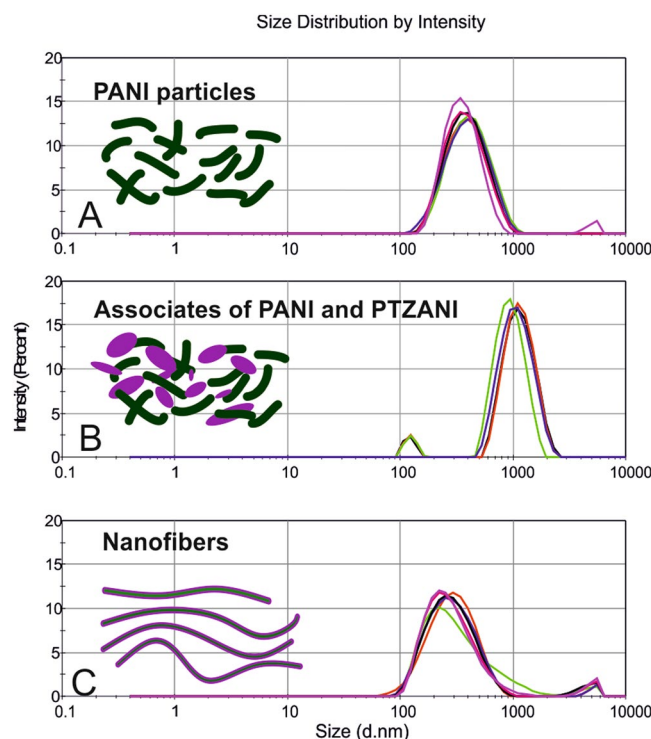 Size Distribution by Intensity
20
15
10
5
0
PANI particles
A
0.1 1 10 100 1000 10000
Intensity (Percent)
20
15
10
5
0
Associates of PANI and PTZANI
B
0.1 1 10 100 1000 10000
20
15
10
5
0
Nanofibers
C
0.1 1 10 100 1000 10000
Size (d.nm)